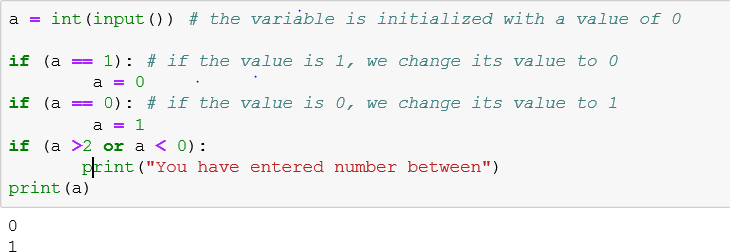 a = int(input()) # the variable is initialized with a value of 0
if (a == 1): # if the value is 1, we change its value to 0
a = 0
if (a == 0): # if the value is 0, we change its value to 1
a = 1
if (a >2 or a < 0):
print("You have entered number between")
print(a)
0
1